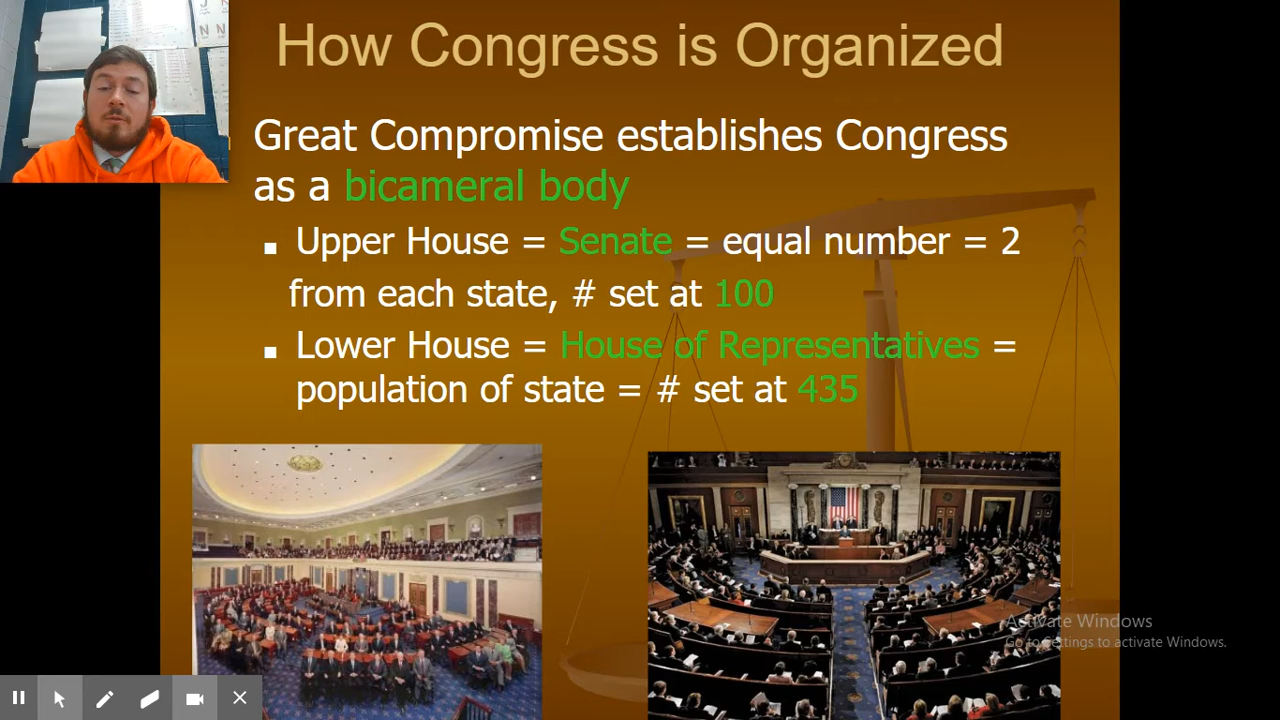 How Congress is Organized
Great Compromise establishes Congress
as a bicameral body
▪ Upper House = Senate = equal number = 2
from each state, # set at 100
▪ Lower House = House of Representatives =
population of state = # set at 435
Activate Windows
Go to Settings to activate Windows.